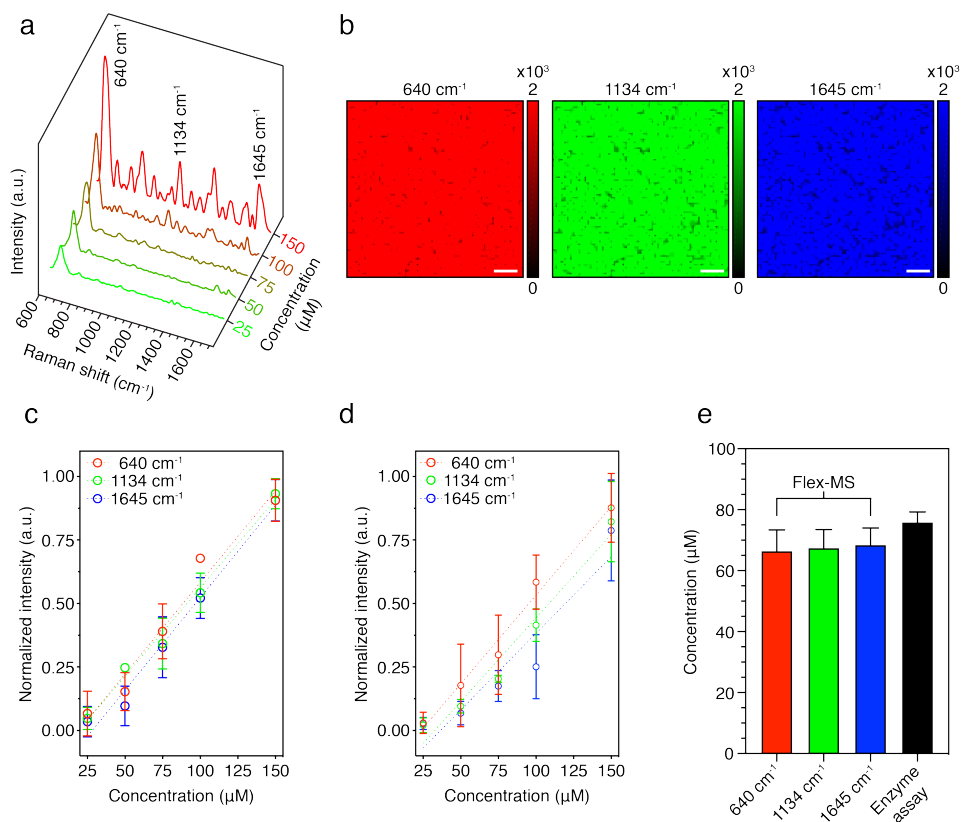 a
640 cm⁻¹
1134 cm⁻¹
1645 cm⁻¹
Intensity (a.u.)
150
100
75
50
25
Concentration
(μM)
600
800
1000
1200
1400
1600
Raman shift (cm⁻¹)
b
x10³
x10³
x10³
640 cm⁻¹
2
1134 cm⁻¹
2
1645 cm⁻¹
2
0
0
0
c
640 cm⁻¹
1134 cm⁻¹
1645 cm⁻¹
Normalized intensity (a.u.)
1.00
0.75
0.50
0.25
0.00
25 50 75 100 125 150
Concentration (μM)
d
640 cm⁻¹
1134 cm⁻¹
1645 cm⁻¹
Normalized intensity (a.u.)
1.00
0.75
0.50
0.25
0.00
25 50 75 100 125 150
Concentration (μM)
e
Flex-MS
Concentration (μM)
100
80
60
40
20
0
640 cm⁻¹
1134 cm⁻¹
1645 cm⁻¹
Enzyme
assay